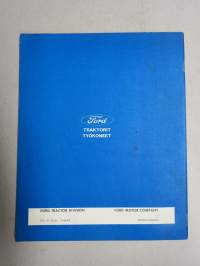 Ford
TRAKTORIT
TYÖKONEET
FORD TRACTOR DIVISION FORD MOTOR COMPANY